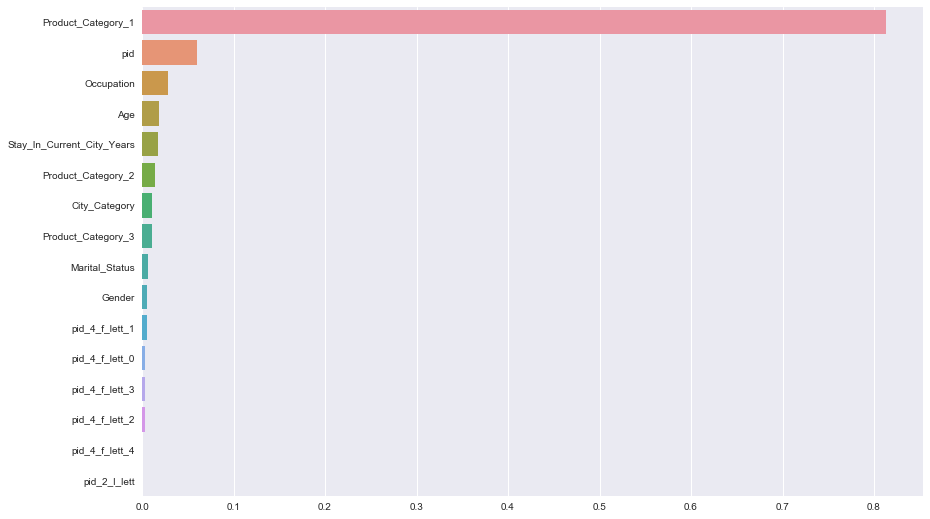 Product_Category_1
pid
Occupation
Age
Stay_In_Current_City_Years
Product_Category_2
City_Category
Product_Category_3
Marital_Status
Gender
pid_4_f_lett_1
pid_4_f_lett_0
pid_4_f_lett_3
pid_4_f_lett_2
pid_4_f_lett_4
pid_2_l_lett
0.0 0.1 0.2 0.3 0.4 0.5 0.6 0.7 0.8